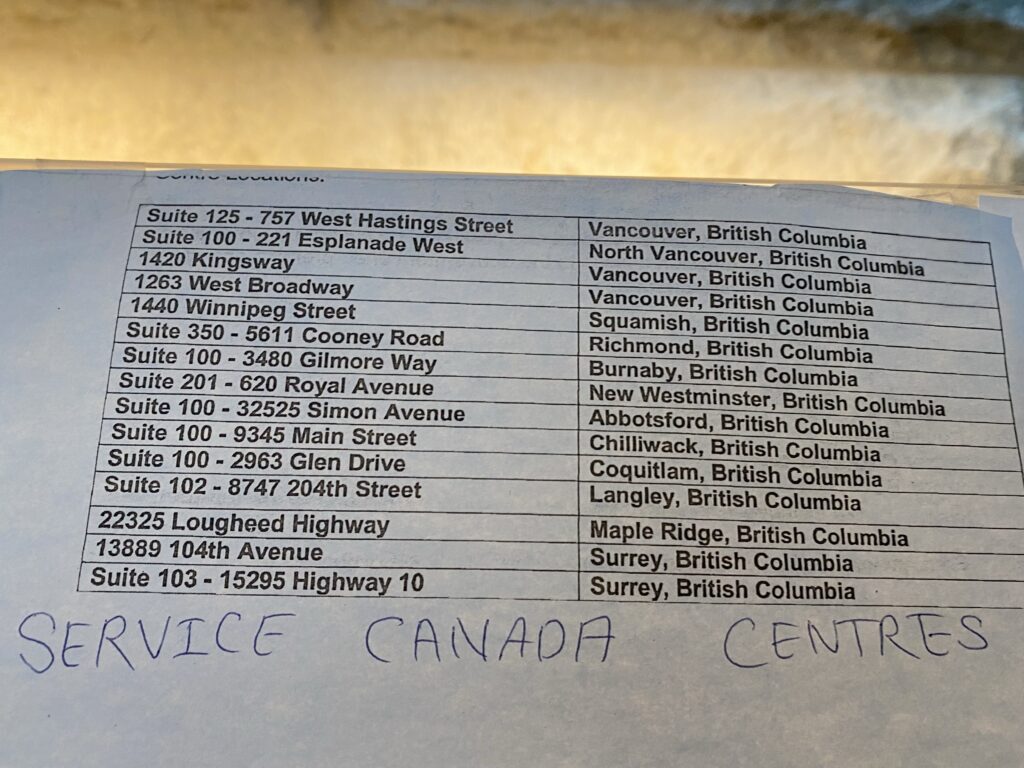 Centre Locations:
Suite 125 - 757 West Hastings Street Vancouver, British Columbia
Suite 100 - 221 Esplanade West North Vancouver, British Columbia
1420 Kingsway Vancouver, British Columbia
1263 West Broadway Vancouver, British Columbia
1440 Winnipeg Street Squamish, British Columbia
Suite 350 - 5611 Cooney Road Richmond, British Columbia
Suite 100 - 3480 Gilmore Way Burnaby, British Columbia
Suite 201 - 620 Royal Avenue New Westminster, British Columbia
Suite 100 - 32525 Simon Avenue Abbotsford, British Columbia
Suite 100 - 9345 Main Street Chilliwack, British Columbia
Suite 100 - 2963 Glen Drive Coquitlam, British Columbia
Suite 102 - 8747 204th Street Langley, British Columbia
22325 Lougheed Highway Maple Ridge, British Columbia
13889 104th Avenue Surrey, British Columbia
Suite 103 - 15295 Highway 10 Surrey, British Columbia
SERVICE CANADA CENTRES